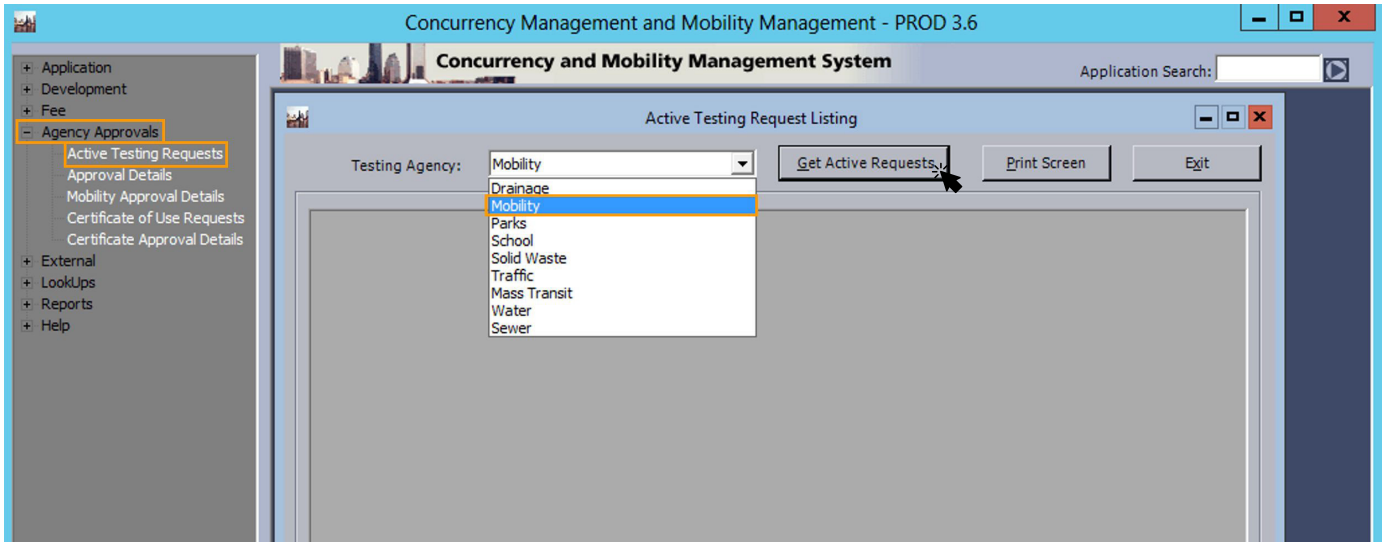 Concurrency Management and Mobility Management - PROD 3.6
Concurrency and Mobility Management System
Application Search:
Application
Development
Fee
Agency Approvals
Active Testing Requests
Approval Details
Mobility Approval Details
Certificate of Use Requests
Certificate Approval Details
External
LookUps
Reports
Help
Active Testing Request Listing
Testing Agency: Mobility Get Active Requests Print Screen Exit
Drainage
Mobility
Parks
School
Solid Waste
Traffic
Mass Transit
Water
Sewer